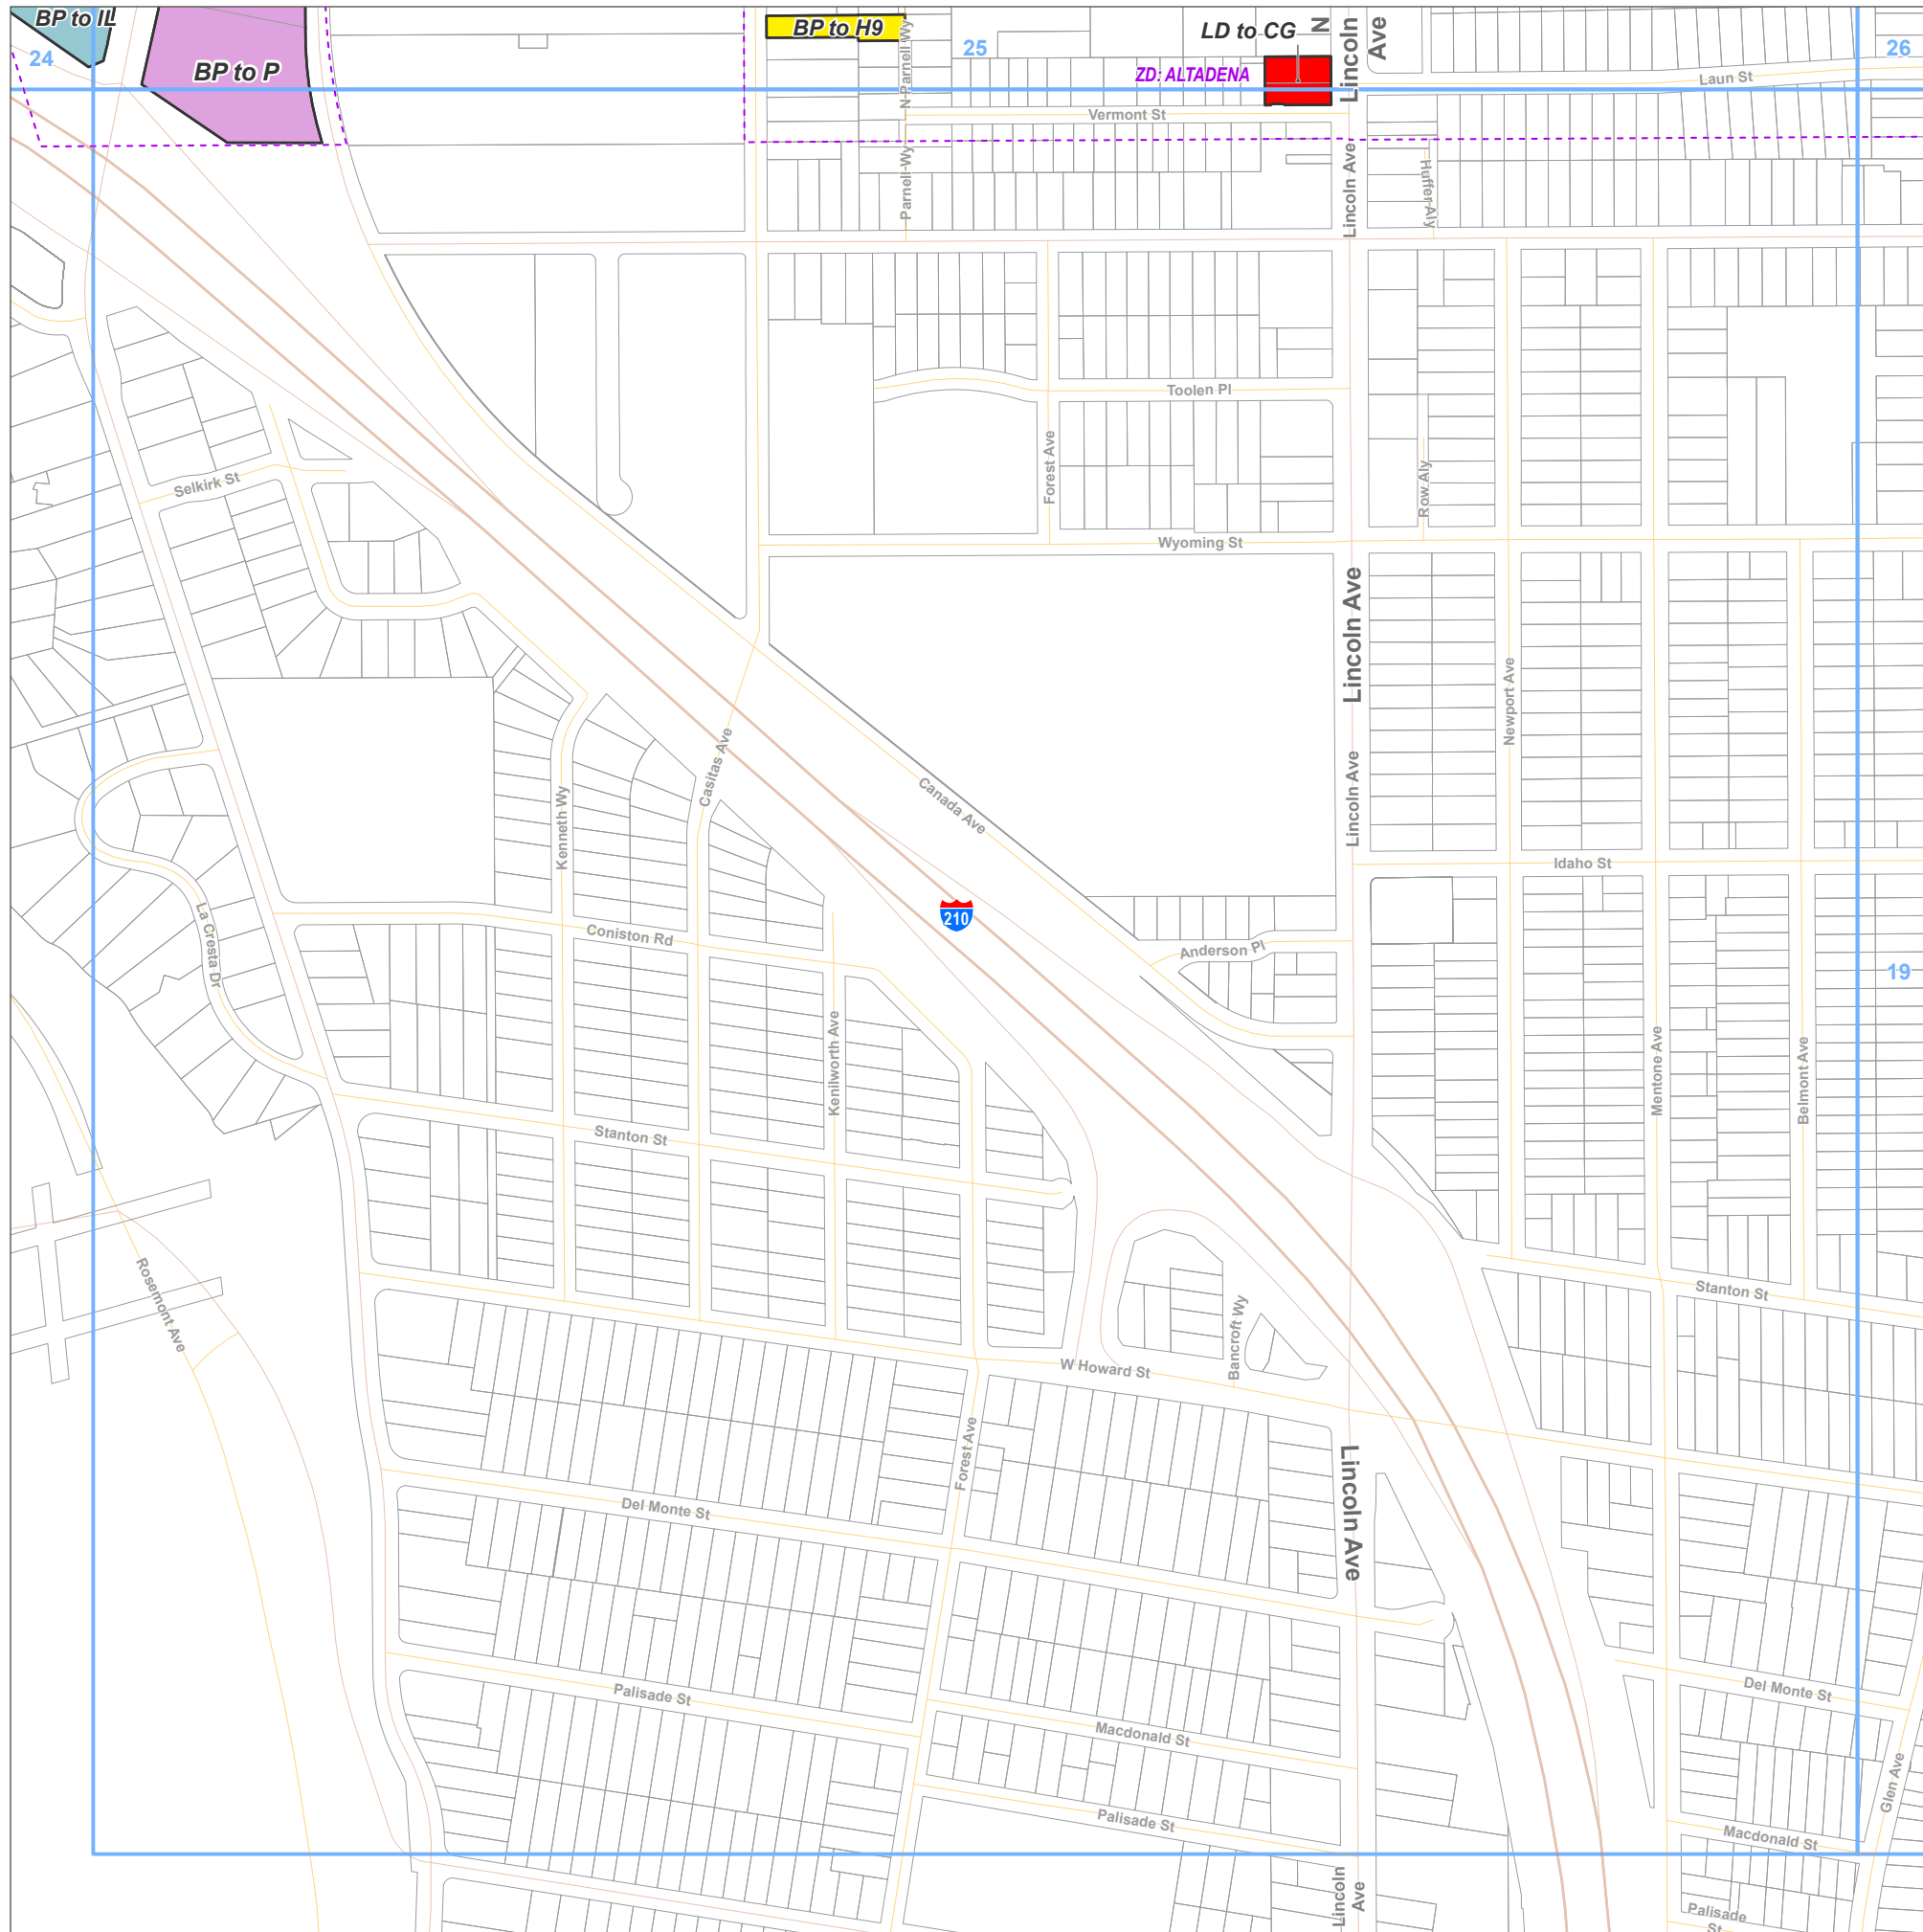 BP to IL
BP to H9
25
LD to CG
N
Lincoln
Ave
26
24
BP to P
ZD: ALTADENA
N Parnell Wy
Laun St
Vermont St
Parnell Wy
Lincoln Ave
Huffer Aly
Toolen Pl
Forest Ave
Row Aly
Selkirk St
Wyoming St
Lincoln Ave
Newport Ave
Casitas Ave
Lincoln Ave
Kenneth Wy
Canada Ave
Idaho St
210
La Cresta Dr
Coniston Rd
Anderson Pl
19
Kenilworth Ave
Mentone Ave
Belmont Ave
Stanton St
Rosemont Ave
Stanton St
Bancroft Wy
W Howard St
Forest Ave
Lincoln Ave
Del Monte St
Palisade St
Del Monte St
Macdonald St
Glen Ave
Palisade St
Macdonald St
Lincoln
Ave
Palisade
St